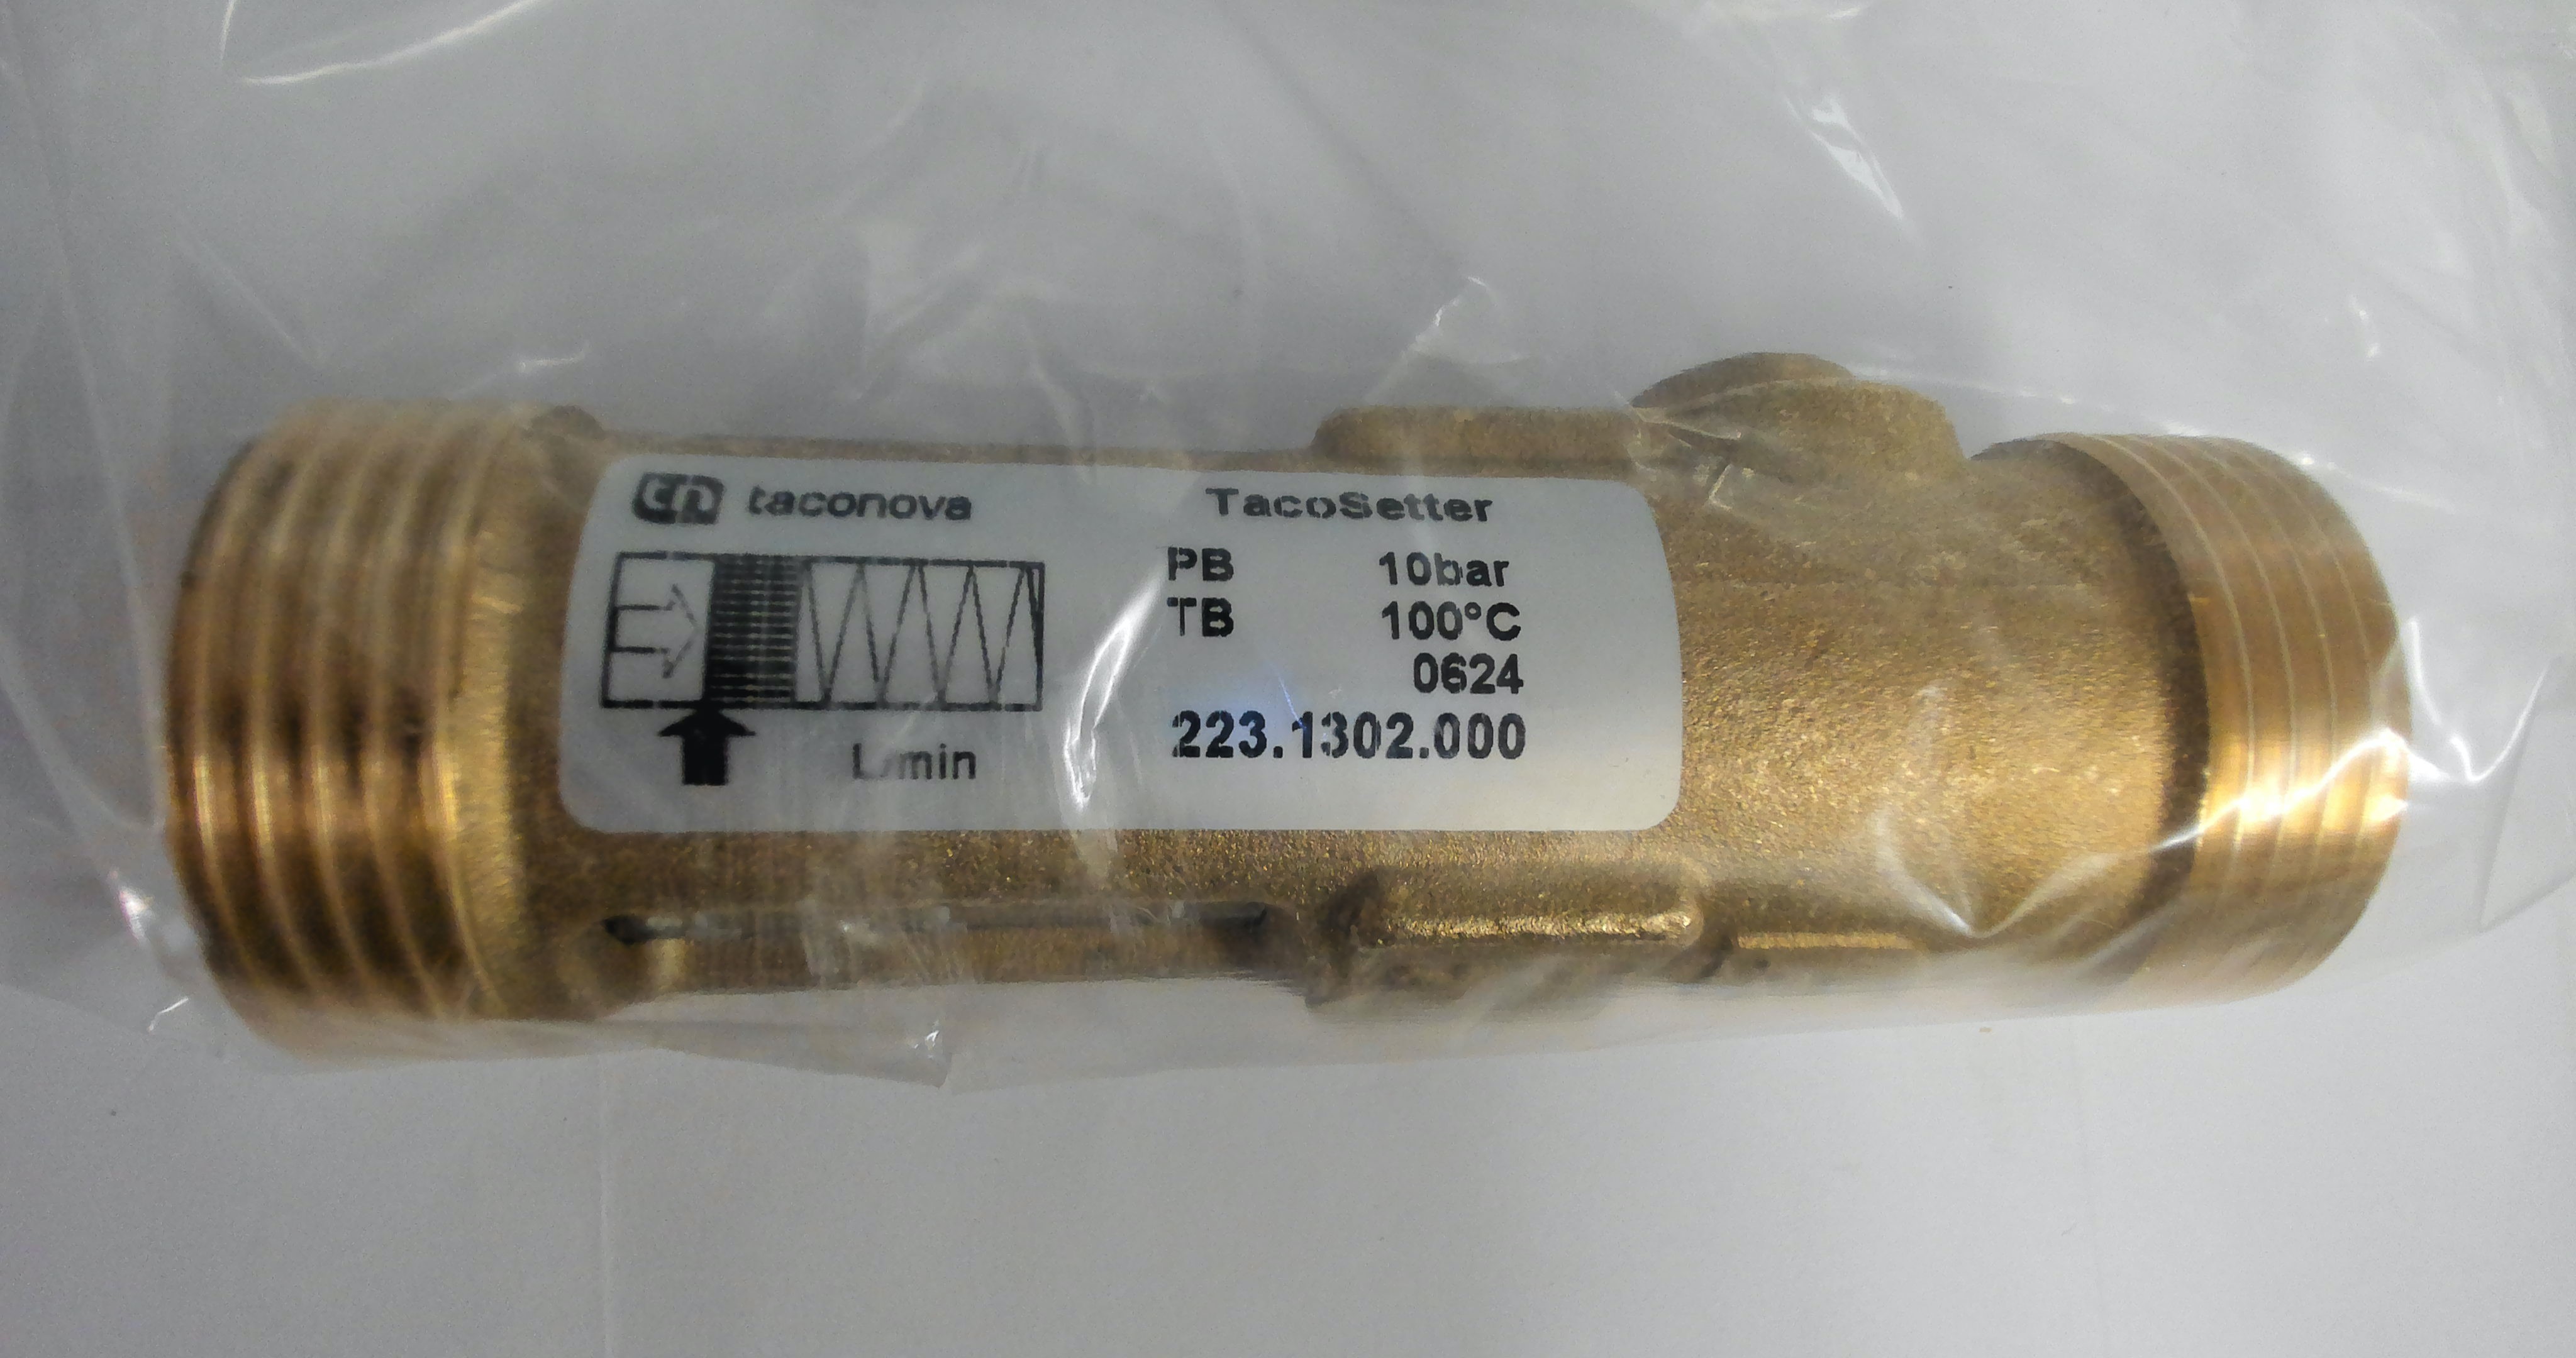 taconova
TacoSetter
PB 10bar
TB 100°C
0624
L/min
223.1302.000